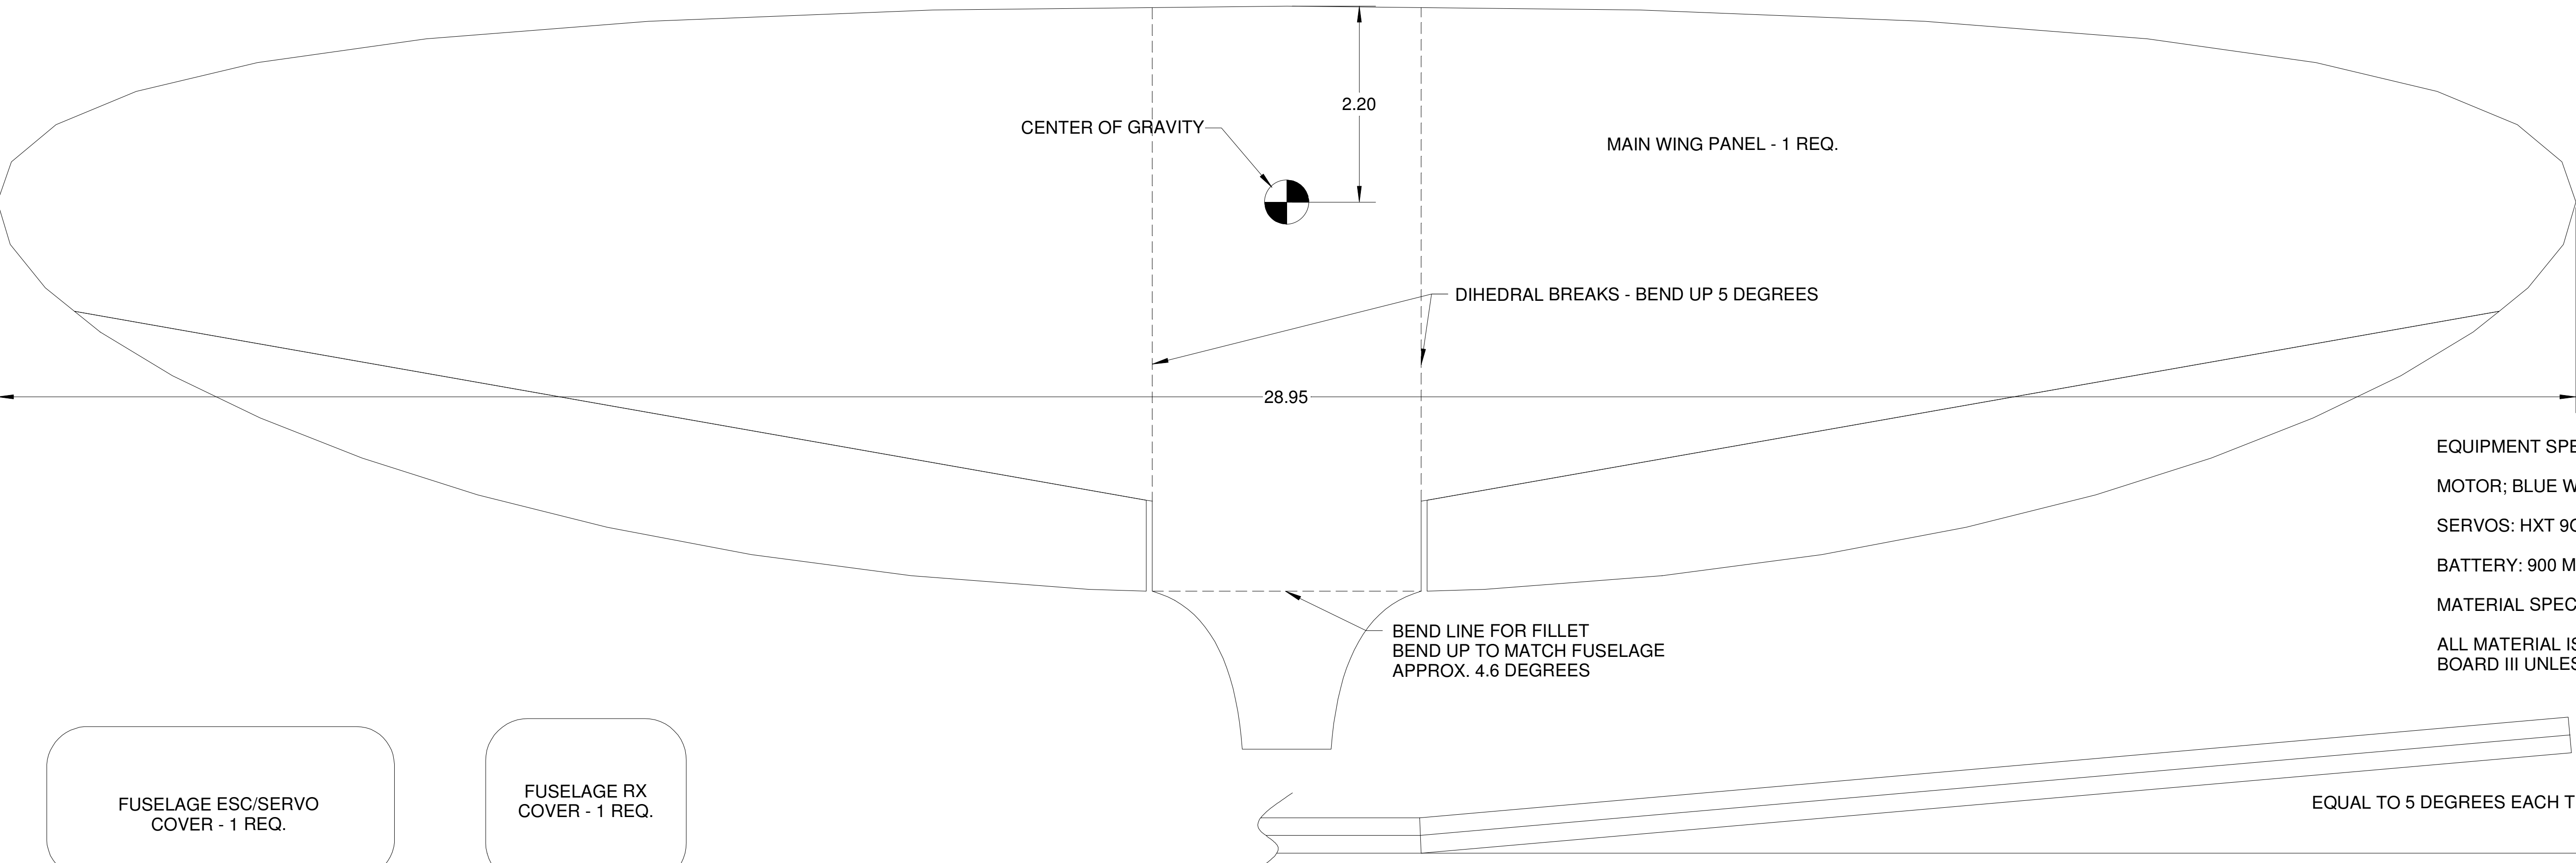 2.20
CENTER OF GRAVITY
MAIN WING PANEL - 1 REQ.
DIHEDRAL BREAKS - BEND UP 5 DEGREES
28.95
EQUIPMENT SPE
MOTOR; BLUE W
SERVOS: HXT 9
BATTERY: 900 M
MATERIAL SPEC
ALL MATERIAL IS
BOARD III UNLES
BEND LINE FOR FILLET
BEND UP TO MATCH FUSELAGE
APPROX. 4.6 DEGREES
FUSELAGE ESC/SERVO
COVER - 1 REQ.
FUSELAGE RX
COVER - 1 REQ.
EQUAL TO 5 DEGREES EACH T